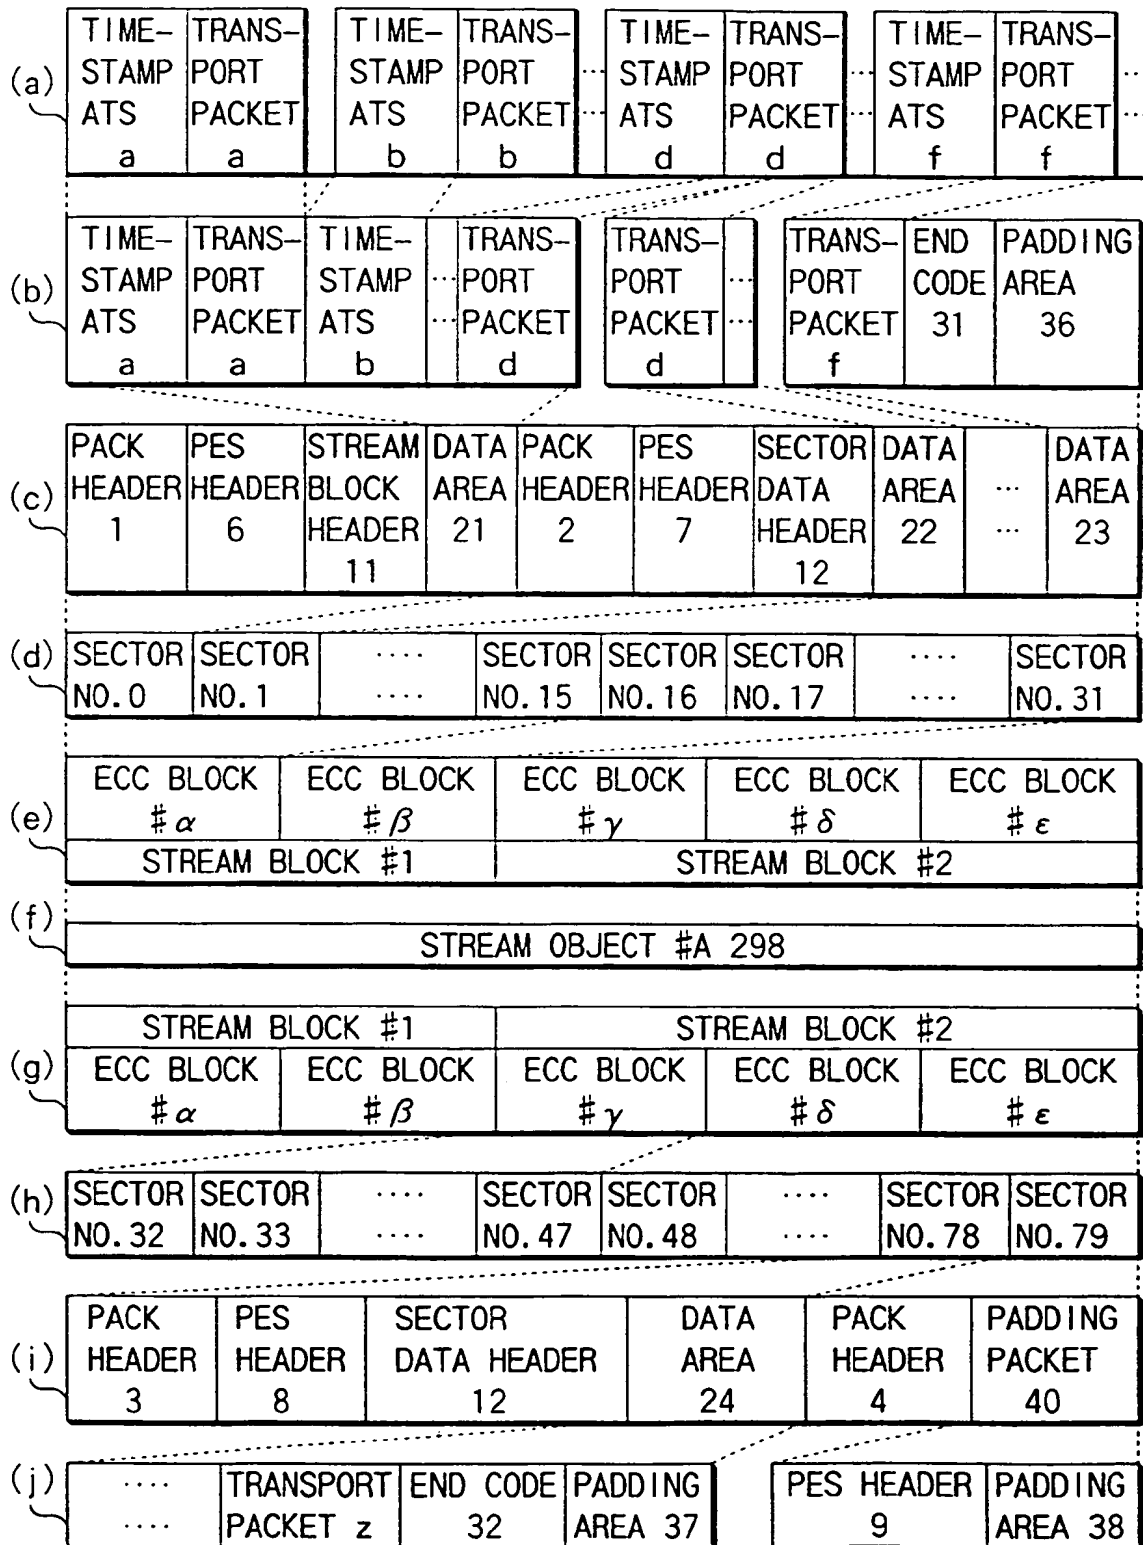 (a)
TIME- TRANS- TIME- TRANS- TIME- TRANS- TIME- TRANS-
STAMP PORT STAMP PORT ... STAMP PORT ... STAMP PORT ...
ATS PACKET ATS PACKET ... ATS PACKET ... ATS PACKET ...
a a b b d d f f
(b)
TIME- TRANS- TIME- TRANS- TRANS- TRANS- END PADDING
STAMP PORT STAMP ... PORT PORT ... PORT CODE AREA
ATS PACKET ATS ... PACKET PACKET ... PACKET 31 36
a a b d d f
(c)
PACK PES STREAM DATA PACK PES SECTOR DATA DATA
HEADER HEADER BLOCK AREA HEADER HEADER DATA AREA ... AREA
1 6 HEADER 21 2 7 HEADER 22 ... 23
11 12
(d)
SECTOR SECTOR .... SECTOR SECTOR SECTOR .... SECTOR
NO.0 NO.1 .... NO.15 NO.16 NO.17 .... NO.31
(e)
ECC BLOCK ECC BLOCK ECC BLOCK ECC BLOCK ECC BLOCK
#α #β #γ #δ #ε
STREAM BLOCK #1 STREAM BLOCK #2
(f)
STREAM OBJECT #A 298
STREAM BLOCK #1 STREAM BLOCK #2
(g)
ECC BLOCK ECC BLOCK ECC BLOCK ECC BLOCK ECC BLOCK
#α #β #γ #δ #ε
(h)
SECTOR SECTOR .... SECTOR SECTOR .... SECTOR SECTOR
NO.32 NO.33 .... NO.47 NO.48 .... NO.78 NO.79
(i)
PACK PES SECTOR DATA PACK PADDING
HEADER HEADER DATA HEADER AREA HEADER PACKET
3 8 12 24 4 40
(j)
.... TRANSPORT END CODE PADDING PES HEADER PADDING
.... PACKET z 32 AREA 37 9 AREA 38